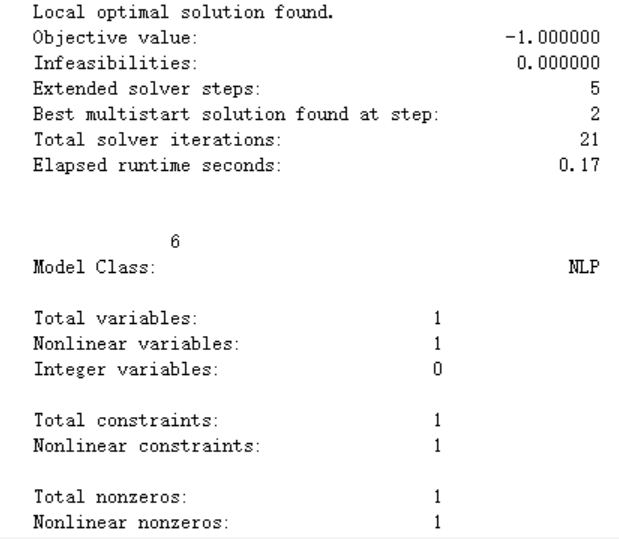 Local optimal solution found.
Objective value: -1.000000
Infeasibilities: 0.000000
Extended solver steps: 5
Best multistart solution found at step: 2
Total solver iterations: 21
Elapsed runtime seconds: 0.17
6
Model Class: NLP
Total variables: 1
Nonlinear variables: 1
Integer variables: 0
Total constraints: 1
Nonlinear constraints: 1
Total nonzeros: 1
Nonlinear nonzeros: 1